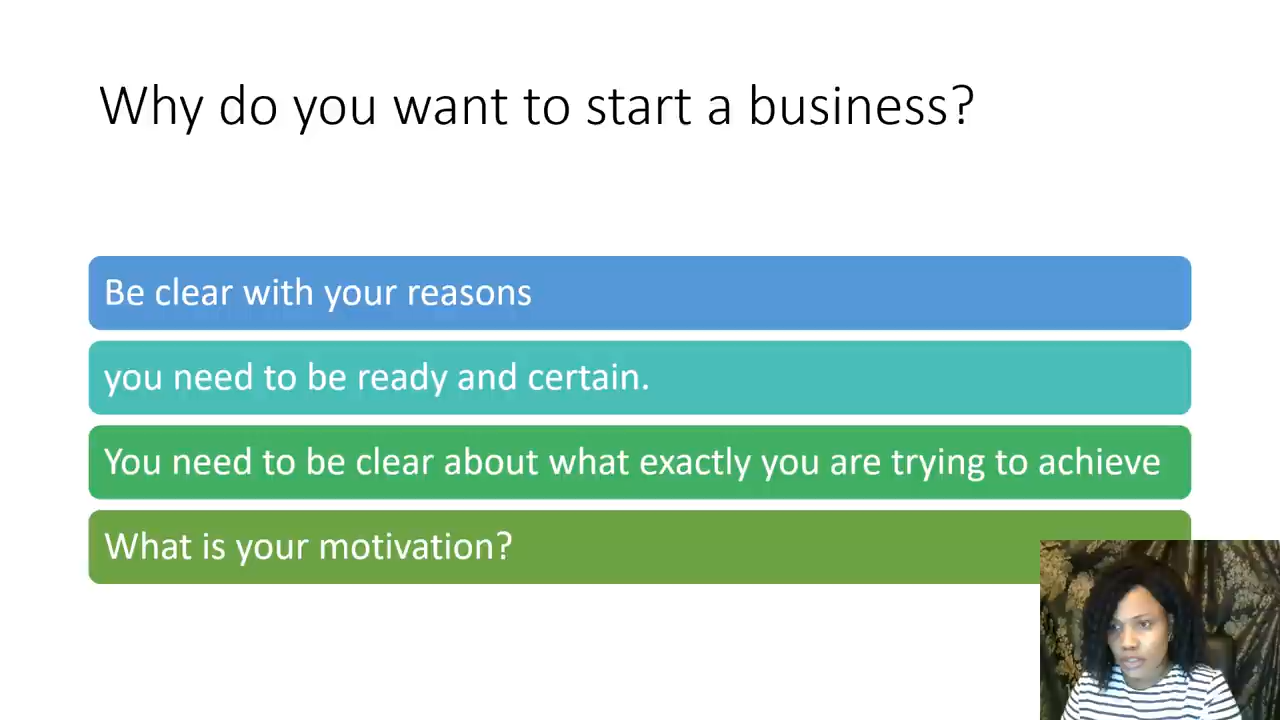 Why do you want to start a business?
Be clear with your reasons
you need to be ready and certain.
You need to be clear about what exactly you are trying to achieve
What is your motivation?